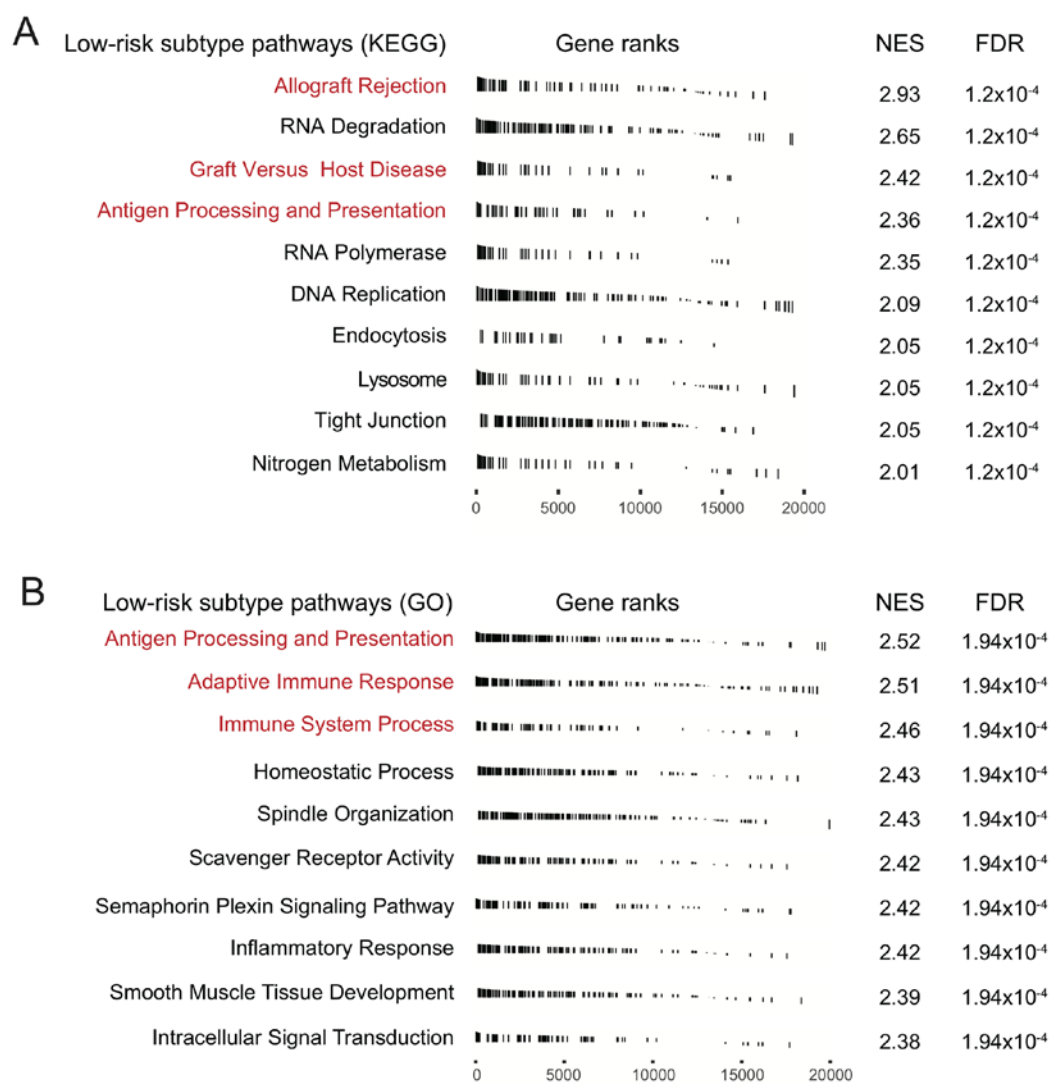 A
Low-risk subtype pathways (KEGG) Gene ranks NES FDR
Allograft Rejection 2.93 1.2x10⁻⁴
RNA Degradation 2.65 1.2x10⁻⁴
Graft Versus Host Disease 2.42 1.2x10⁻⁴
Antigen Processing and Presentation 2.36 1.2x10⁻⁴
RNA Polymerase 2.35 1.2x10⁻⁴
DNA Replication 2.09 1.2x10⁻⁴
Endocytosis 2.05 1.2x10⁻⁴
Lysosome 2.05 1.2x10⁻⁴
Tight Junction 2.05 1.2x10⁻⁴
Nitrogen Metabolism 2.01 1.2x10⁻⁴
0 5000 10000 15000 20000
B
Low-risk subtype pathways (GO) Gene ranks NES FDR
Antigen Processing and Presentation 2.52 1.94x10⁻⁴
Adaptive Immune Response 2.51 1.94x10⁻⁴
Immune System Process 2.46 1.94x10⁻⁴
Homeostatic Process 2.43 1.94x10⁻⁴
Spindle Organization 2.43 1.94x10⁻⁴
Scavenger Receptor Activity 2.42 1.94x10⁻⁴
Semaphorin Plexin Signaling Pathway 2.42 1.94x10⁻⁴
Inflammatory Response 2.42 1.94x10⁻⁴
Smooth Muscle Tissue Development 2.39 1.94x10⁻⁴
Intracellular Signal Transduction 2.38 1.94x10⁻⁴
0 5000 10000 15000 20000